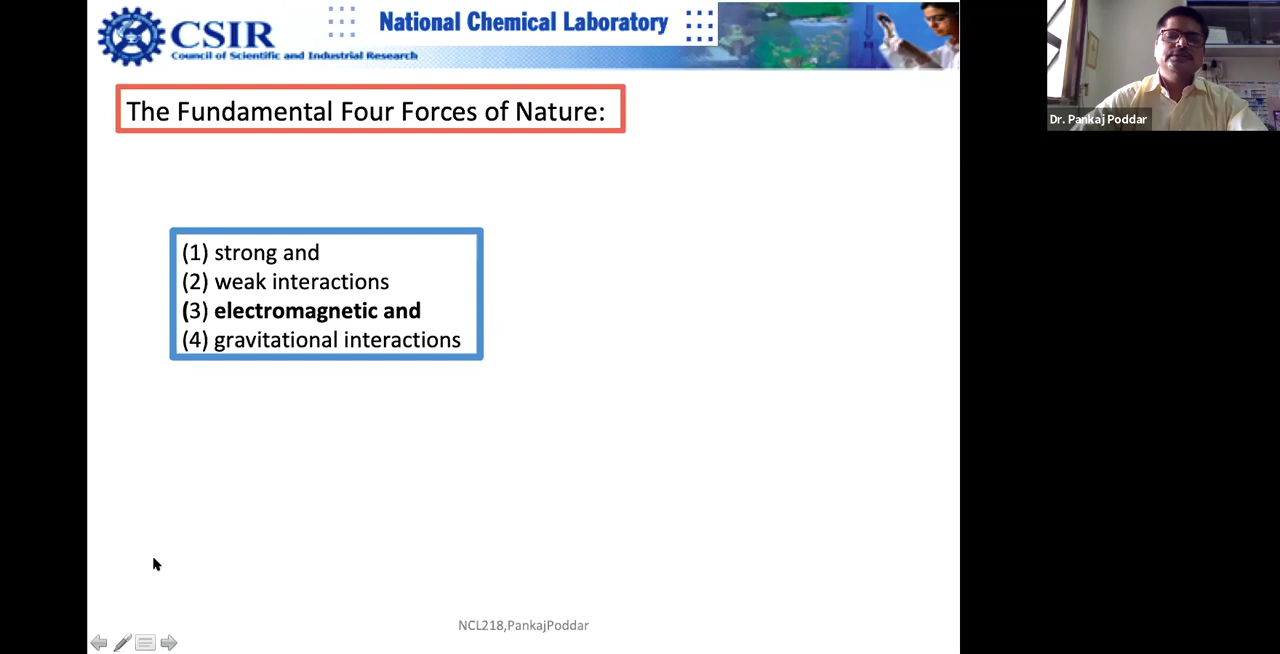 CSIR
Council of Scientific and Industrial Research
National Chemical Laboratory
Dr. Pankaj Poddar
The Fundamental Four Forces of Nature:
(1) strong and
(2) weak interactions
(3) electromagnetic and
(4) gravitational interactions
NCL218,PankajPoddar